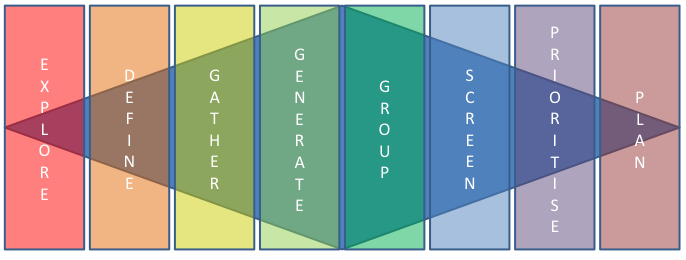 EXPLORE
DEFINE
GATHER
GENERATE
GROUP
SCREEN
PRIORITISE
PLAN